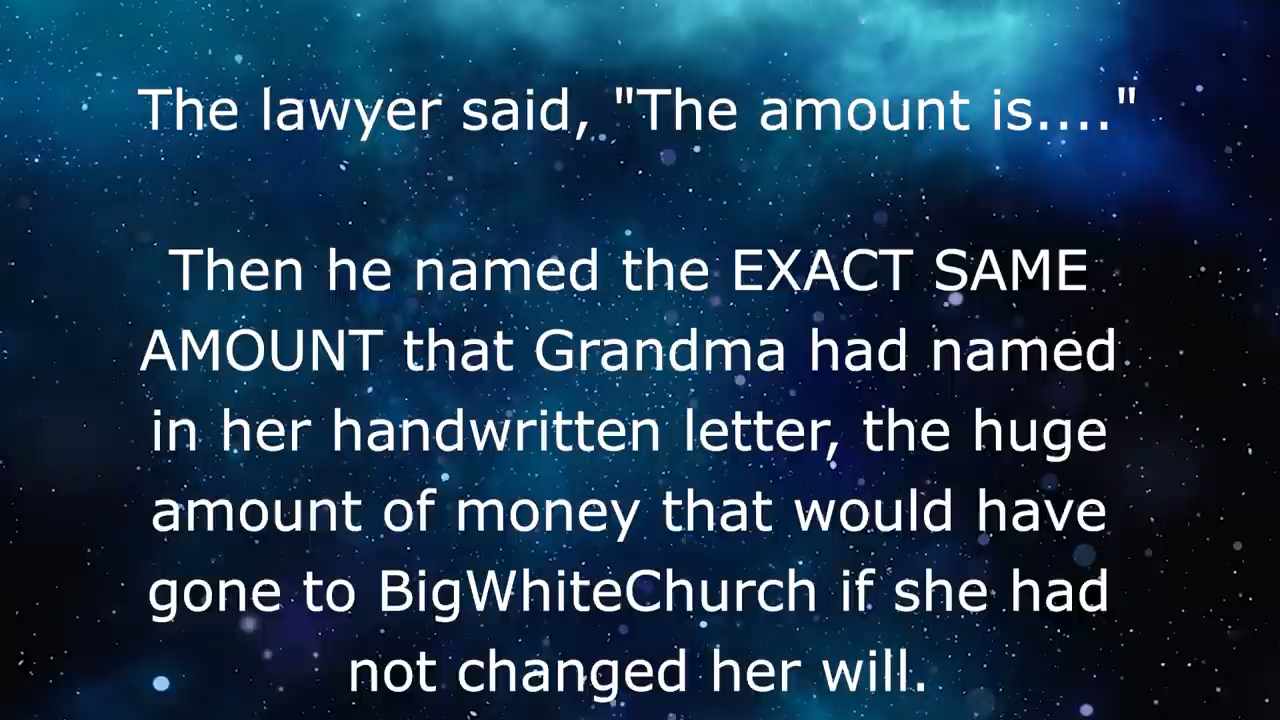 The lawyer said, "The amount is...."
Then he named the EXACT SAME
AMOUNT that Grandma had named
in her handwritten letter, the huge
amount of money that would have
gone to BigWhiteChurch if she had
not changed her will.